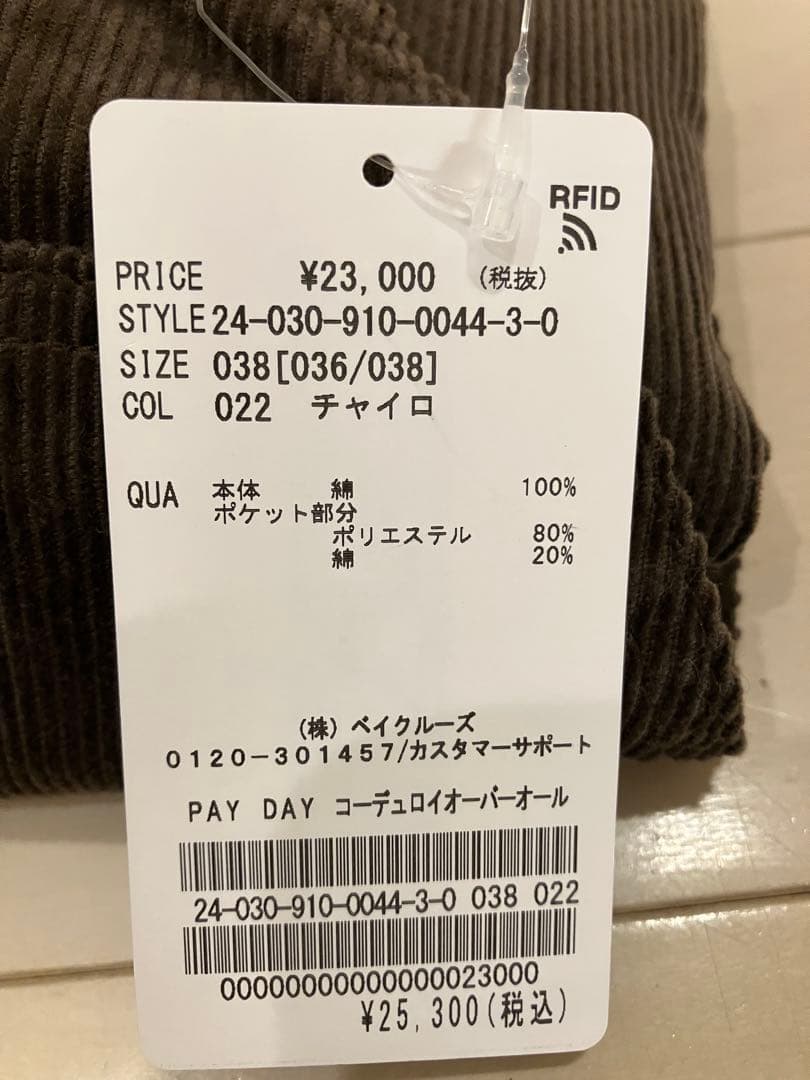 RFID
PRICE ¥23,000 (税抜)
STYLE 24-030-910-0044-3-0
SIZE 038[036/038]
COL 022 チャイロ
QUA 本体 綿 100%
ポケット部分
ポリエステル 80%
綿 20%
(株) ベイクルーズ
0120-301457/カスタマーサポート
PAY DAY コーデュロイオーバーオール
24-030-910-0044-3-0 038 022
00000000000000023000
¥25,300(税込)